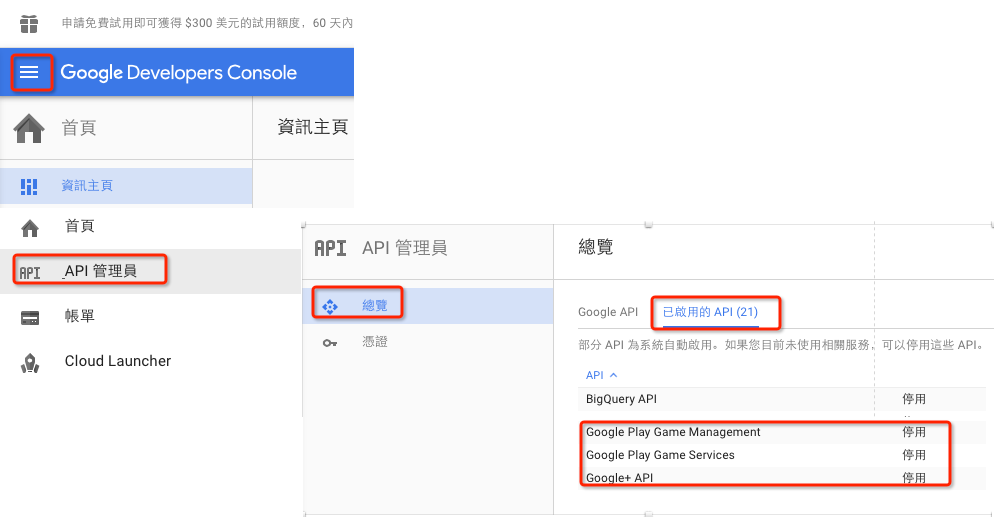 申請免費試用即可獲得 $300 美元的試用額度，60 天內
Google Developers Console
首頁
資訊主頁
資訊主頁
首頁
API API 管理員
帳單
Cloud Launcher
API API 管理員
總覽
總覽
憑證
Google API 已啟用的 API (21)
部分 API 為系統自動啟用。如果您目前未使用相關服務，可以停用這些 API。
API
BigQuery API 停用
Google Play Game Management 停用
Google Play Game Services 停用
Google+ API 停用